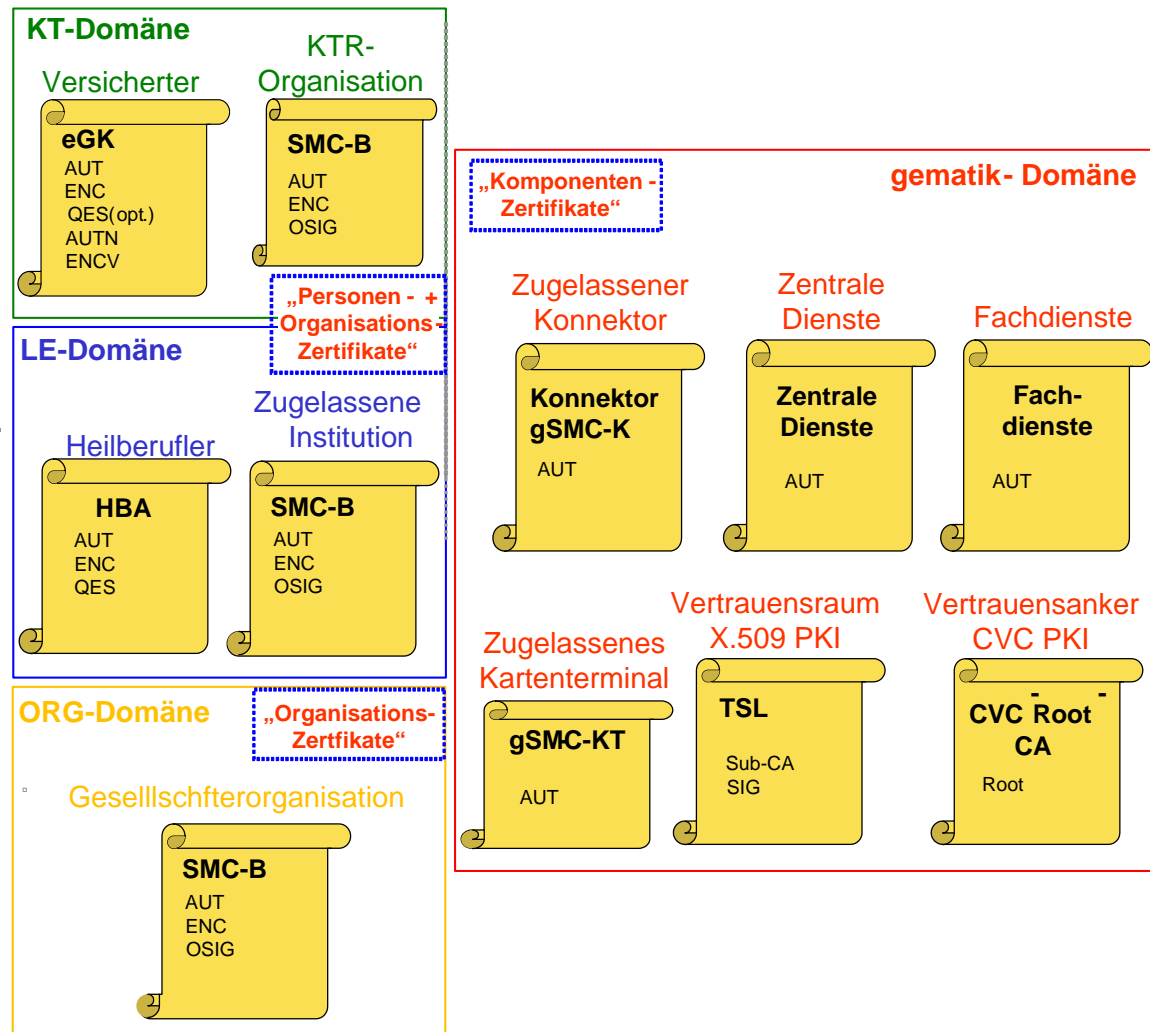 KT-Domäne
Versicherter
eGK
AUT
ENC
QES(opt.)
AUTN
ENCV
KTR-
Organisation
SMC-B
AUT
ENC
OSIG
„Personen - +
Organisations-
Zertifikate“
LE-Domäne
Heilberufler
HBA
AUT
ENC
QES
Zugelassene
Institution
SMC-B
AUT
ENC
OSIG
ORG-Domäne
„Organisations-
Zertfikate“
Geselllschfterorganisation
SMC-B
AUT
ENC
OSIG
„Komponenten -
Zertifikate“
gematik- Domäne
Zugelassener
Konnektor
Konnektor
gSMC-K
AUT
Zentrale
Dienste
Zentrale
Dienste
AUT
Fachdienste
Fach-
dienste
AUT
Zugelassenes
Kartenterminal
gSMC-KT
AUT
Vertrauensraum
X.509 PKI
TSL
Sub-CA
SIG
Vertrauensanker
CVC PKI
CVC-Root-
CA
Root